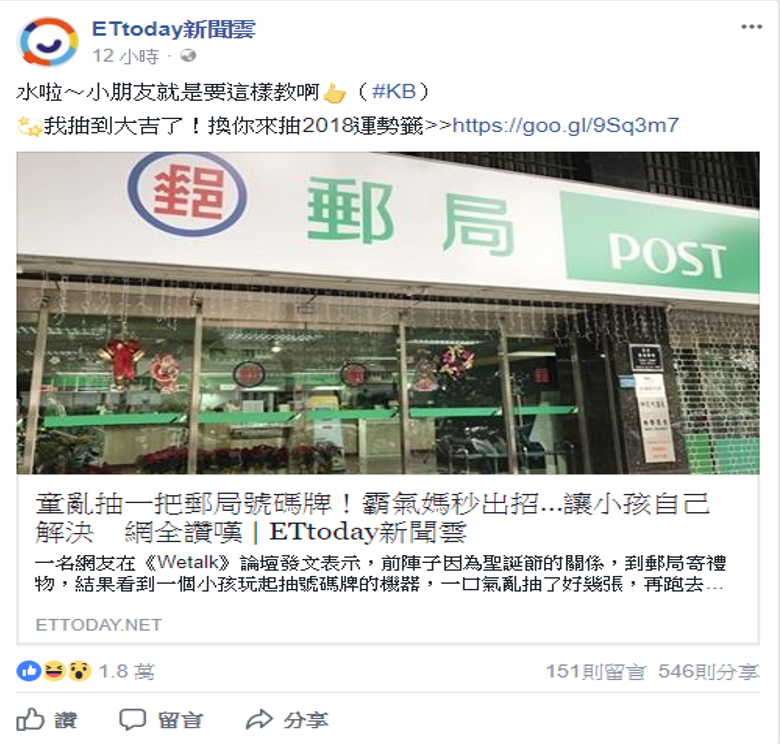 ETtoday新聞雲
12 小時
水啦～小朋友就是要這樣教啊（#KB）
我抽到大吉了！換你來抽2018運勢籤>>https://goo.gl/9Sq3m7
郵
郵局
POST
童亂抽一把郵局號碼牌！霸氣媽秒出招...讓小孩自己
解決 網全讚嘆 | ETtoday新聞雲
一名網友在《Wetalk》論壇發文表示，前陣子因為聖誕節的關係，到郵局寄禮
物，結果看到一個小孩玩起抽號碼牌的機器，一口氣亂抽了好幾張，再跑去...
ETTODAY.NET
1.8 萬
151則留言 546則分享
讚 留言 分享